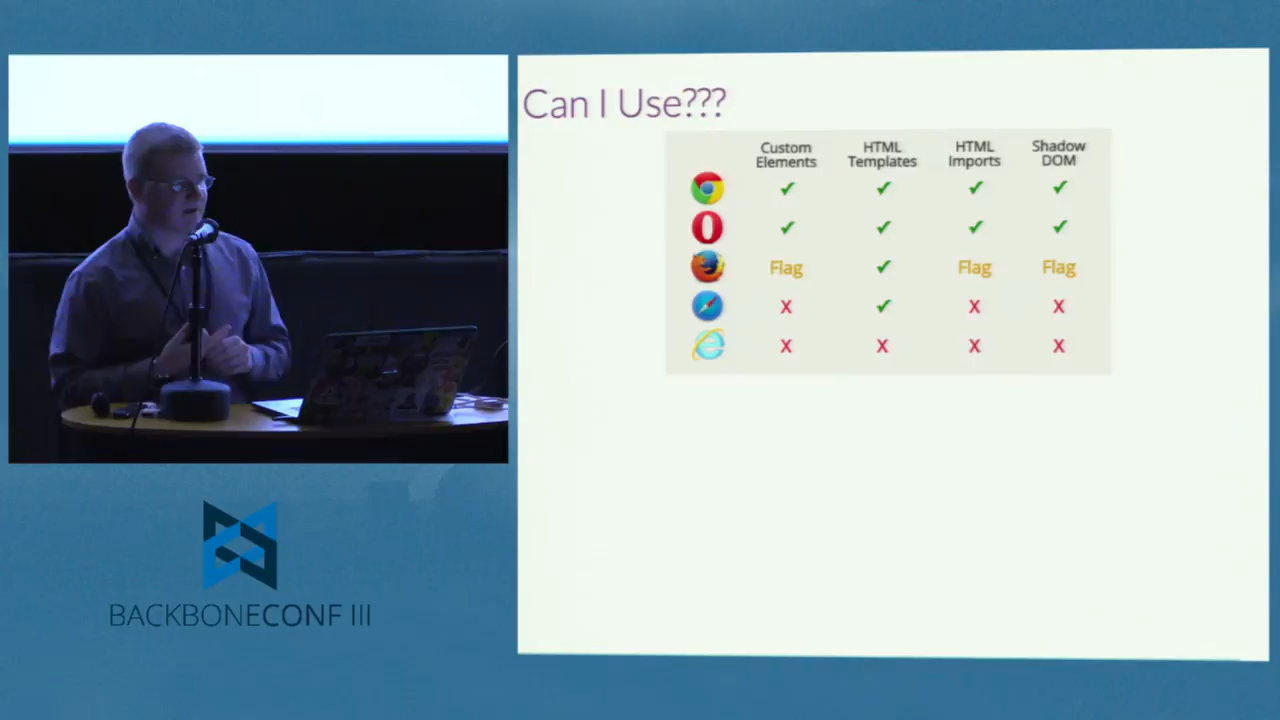 Can I Use???
Custom Elements HTML Templates HTML Imports Shadow DOM
✔ ✔ ✔ ✔
✔ ✔ ✔ ✔
Flag ✔ Flag Flag
X ✔ X X
X X X X
BACKBONECONF III